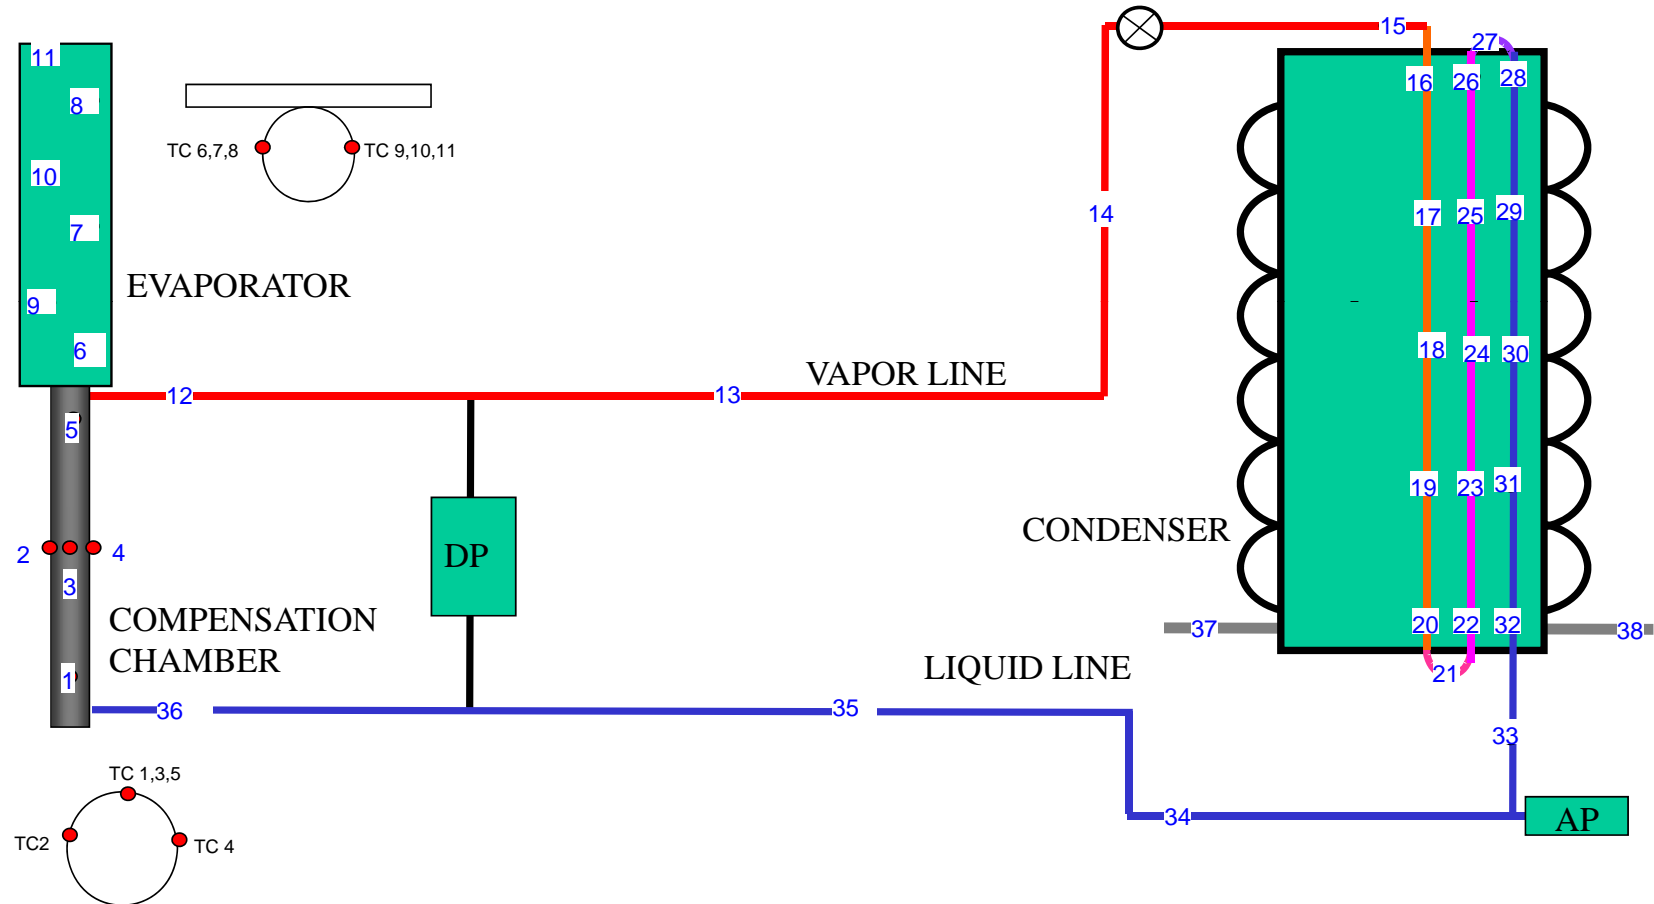 11
8
10
7
9
6
TC 6,7,8
TC 9,10,11
EVAPORATOR
12
13
VAPOR LINE
14
15
5
2
4
3
1
COMPENSATION
CHAMBER
DP
36
35
LIQUID LINE
34
33
AP
CONDENSER
37
38
16
17
18
19
20
21
22
23
24
25
26
27
28
29
30
31
32
TC 1,3,5
TC2
TC 4